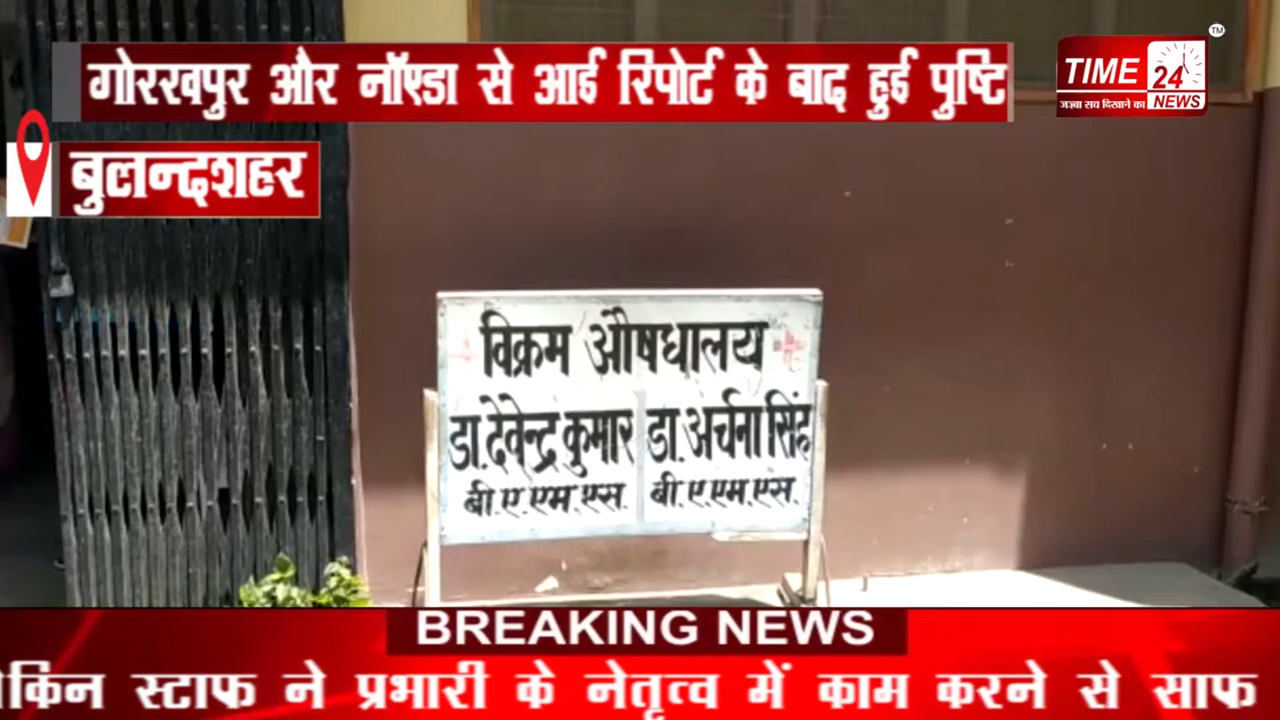 गोरखपुर और नॉएडा से आई रिपोर्ट के बाद हुई पुष्टि
TM
TIME 24 NEWS
जज़्बा सच दिखाने का
बुलन्दशहर
विक्रम औषधालय
डा. देवेन्द्र कुमार डा. अर्चना सिंह
बी.ए.एम.एस. बी.ए.एम.एस.
BREAKING NEWS
स्टाफ ने प्रभारी के नेतृत्व में काम करने से साफ